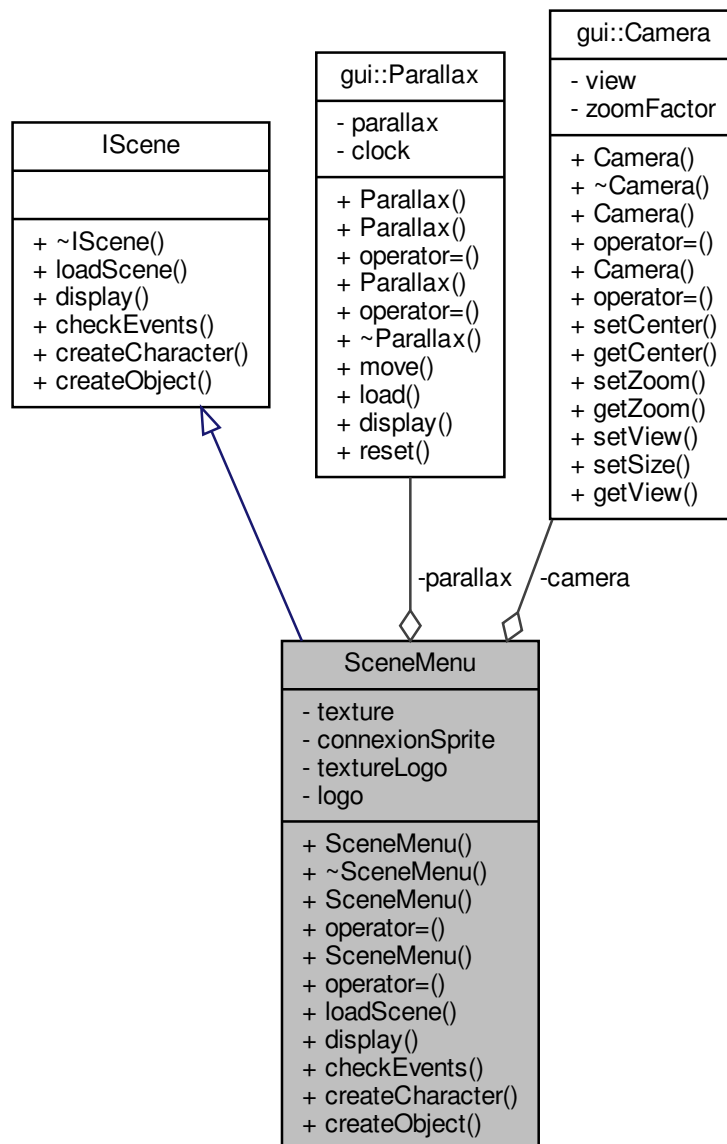 IScene
+ ~IScene()
+ loadScene()
+ display()
+ checkEvents()
+ createCharacter()
+ createObject()
gui::Parallax
- parallax
- clock
+ Parallax()
+ Parallax()
+ operator=()
+ Parallax()
+ operator=()
+ ~Parallax()
+ move()
+ load()
+ display()
+ reset()
gui::Camera
- view
- zoomFactor
+ Camera()
+ ~Camera()
+ Camera()
+ operator=()
+ Camera()
+ operator=()
+ setCenter()
+ getCenter()
+ setZoom()
+ getZoom()
+ setView()
+ setSize()
+ getView()
-parallax
-camera
SceneMenu
- texture
- connexionSprite
- textureLogo
- logo
+ SceneMenu()
+ ~SceneMenu()
+ SceneMenu()
+ operator=()
+ SceneMenu()
+ operator=()
+ loadScene()
+ display()
+ checkEvents()
+ createCharacter()
+ createObject()